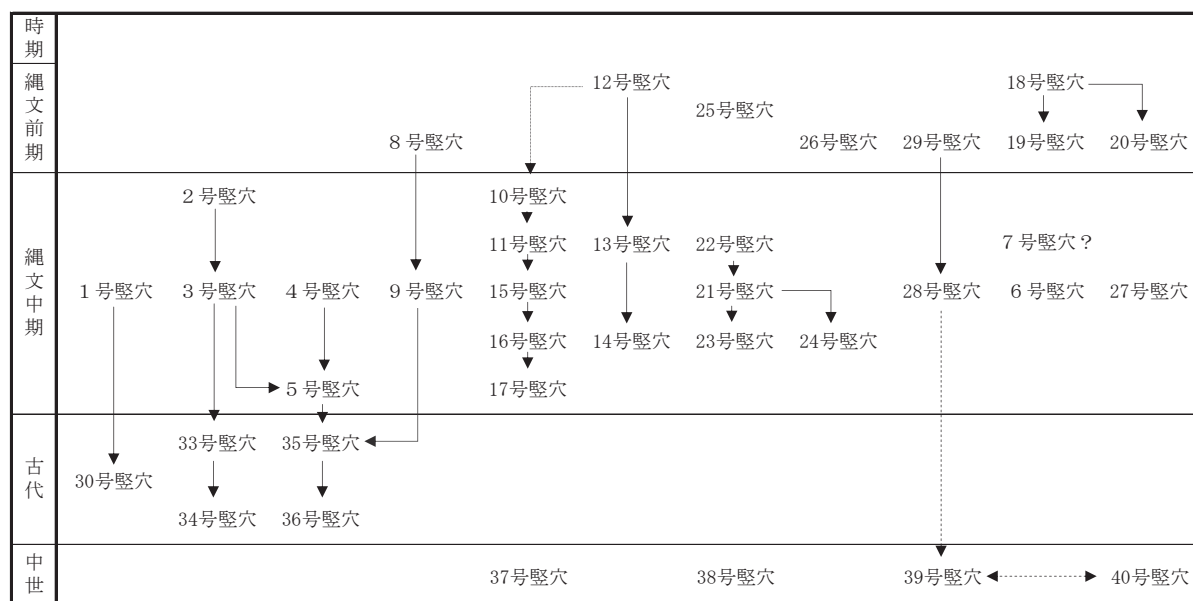 時期
縄文前期
12号竪穴 18号竪穴
25号竪穴
8号竪穴 26号竪穴 29号竪穴 19号竪穴 20号竪穴
縄文中期
2号竪穴 10号竪穴
11号竪穴 13号竪穴 22号竪穴 7号竪穴？
1号竪穴 3号竪穴 4号竪穴 9号竪穴 15号竪穴 21号竪穴 28号竪穴 6号竪穴 27号竪穴
16号竪穴 14号竪穴 23号竪穴 24号竪穴
5号竪穴 17号竪穴
古代
33号竪穴 35号竪穴
30号竪穴
34号竪穴 36号竪穴
中世
37号竪穴 38号竪穴 39号竪穴 40号竪穴